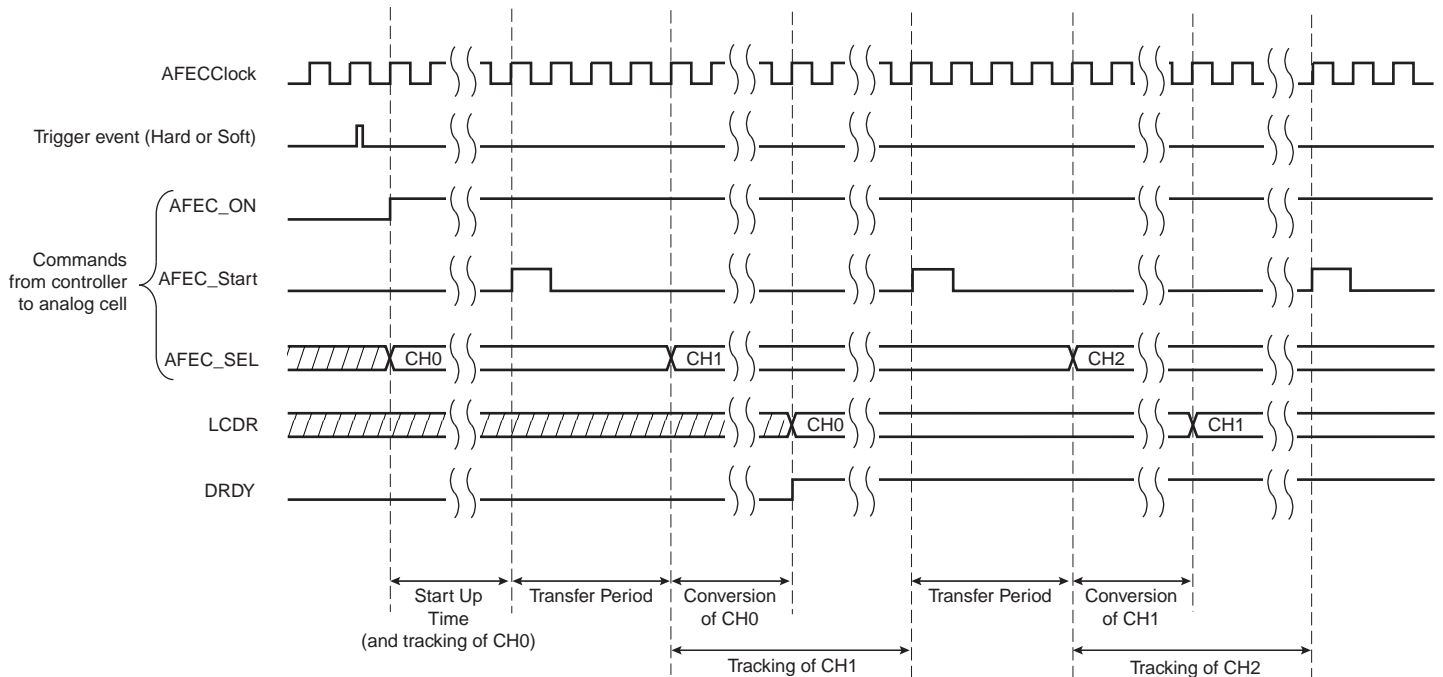 AFECClock
Trigger event (Hard or Soft)
AFEC_ON
Commands
from controller
to analog cell
AFEC_Start
AFEC_SEL
CH0
CH1
CH2
LCDR
CH0
CH1
DRDY
Start Up
Time
(and tracking of CH0)
Transfer Period
Conversion
of CH0
Transfer Period
Conversion
of CH1
Tracking of CH1
Tracking of CH2